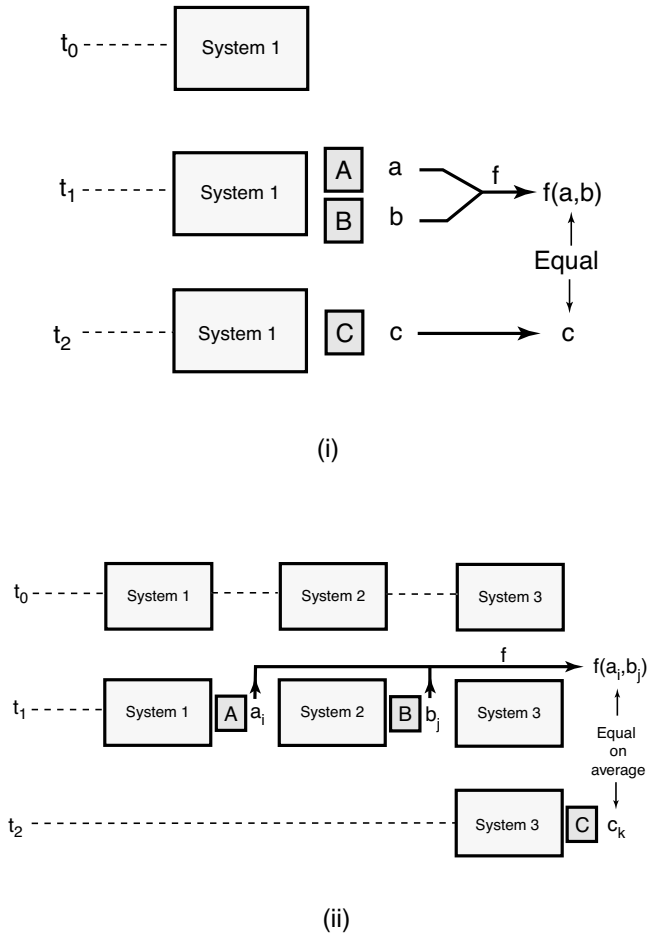 t0 System 1
t1 System 1 A a f f(a,b)
B b
Equal
t2 System 1 C c c
(i)
t0 System 1 System 2 System 3
f f(ai,bj)
t1 System 1 A ai System 2 B bj System 3
Equal
on
average
t2 System 3 C ck
(ii)